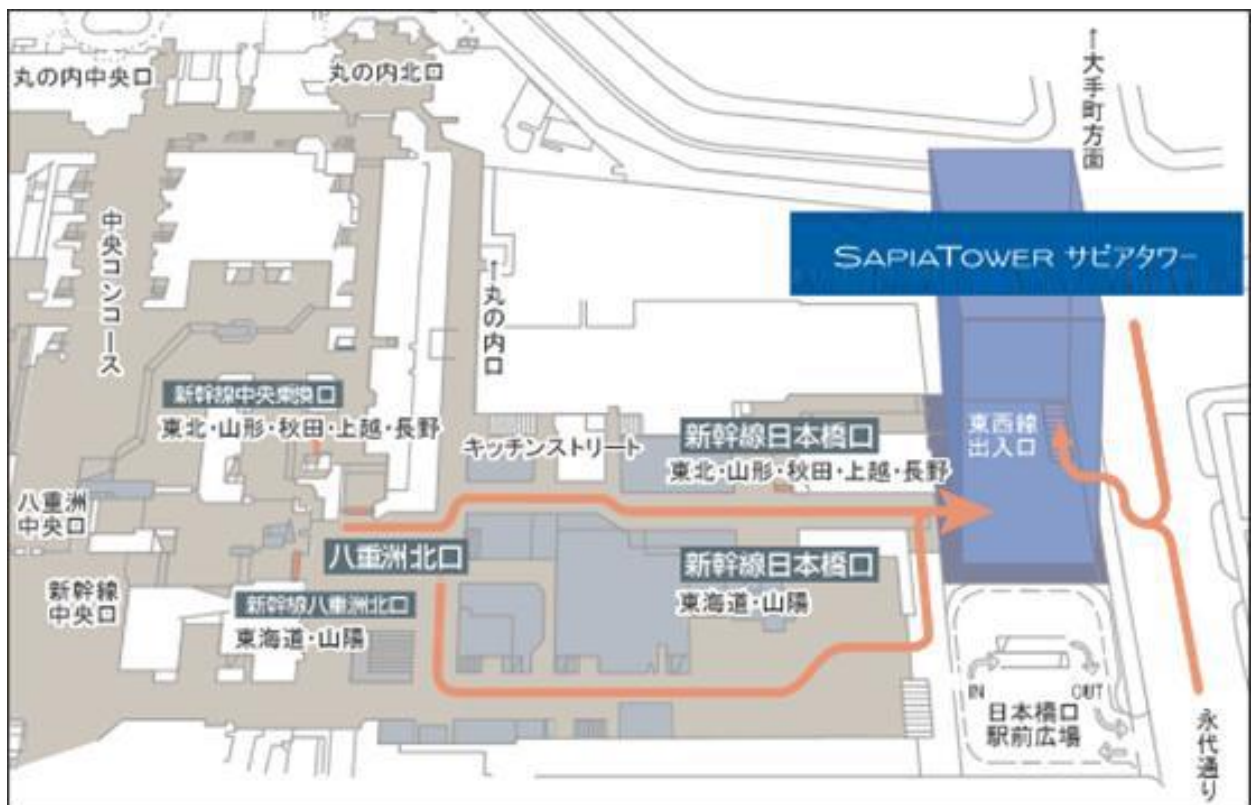 丸の内中央口
丸の内北口
←大手町方面
中央コンコース
←丸の内口
SAPIATOWER サピアタワー
新幹線中央乗換口
東北・山形・秋田・上越・長野
キッチンストリート
新幹線日本橋口
東北・山形・秋田・上越・長野
東西線
出入口
八重洲
中央口
八重洲北口
新幹線日本橋口
東海道・山陽
新幹線
中央口
新幹線八重洲北口
東海道・山陽
IN
OUT
日本橋口
駅前広場
永代通り